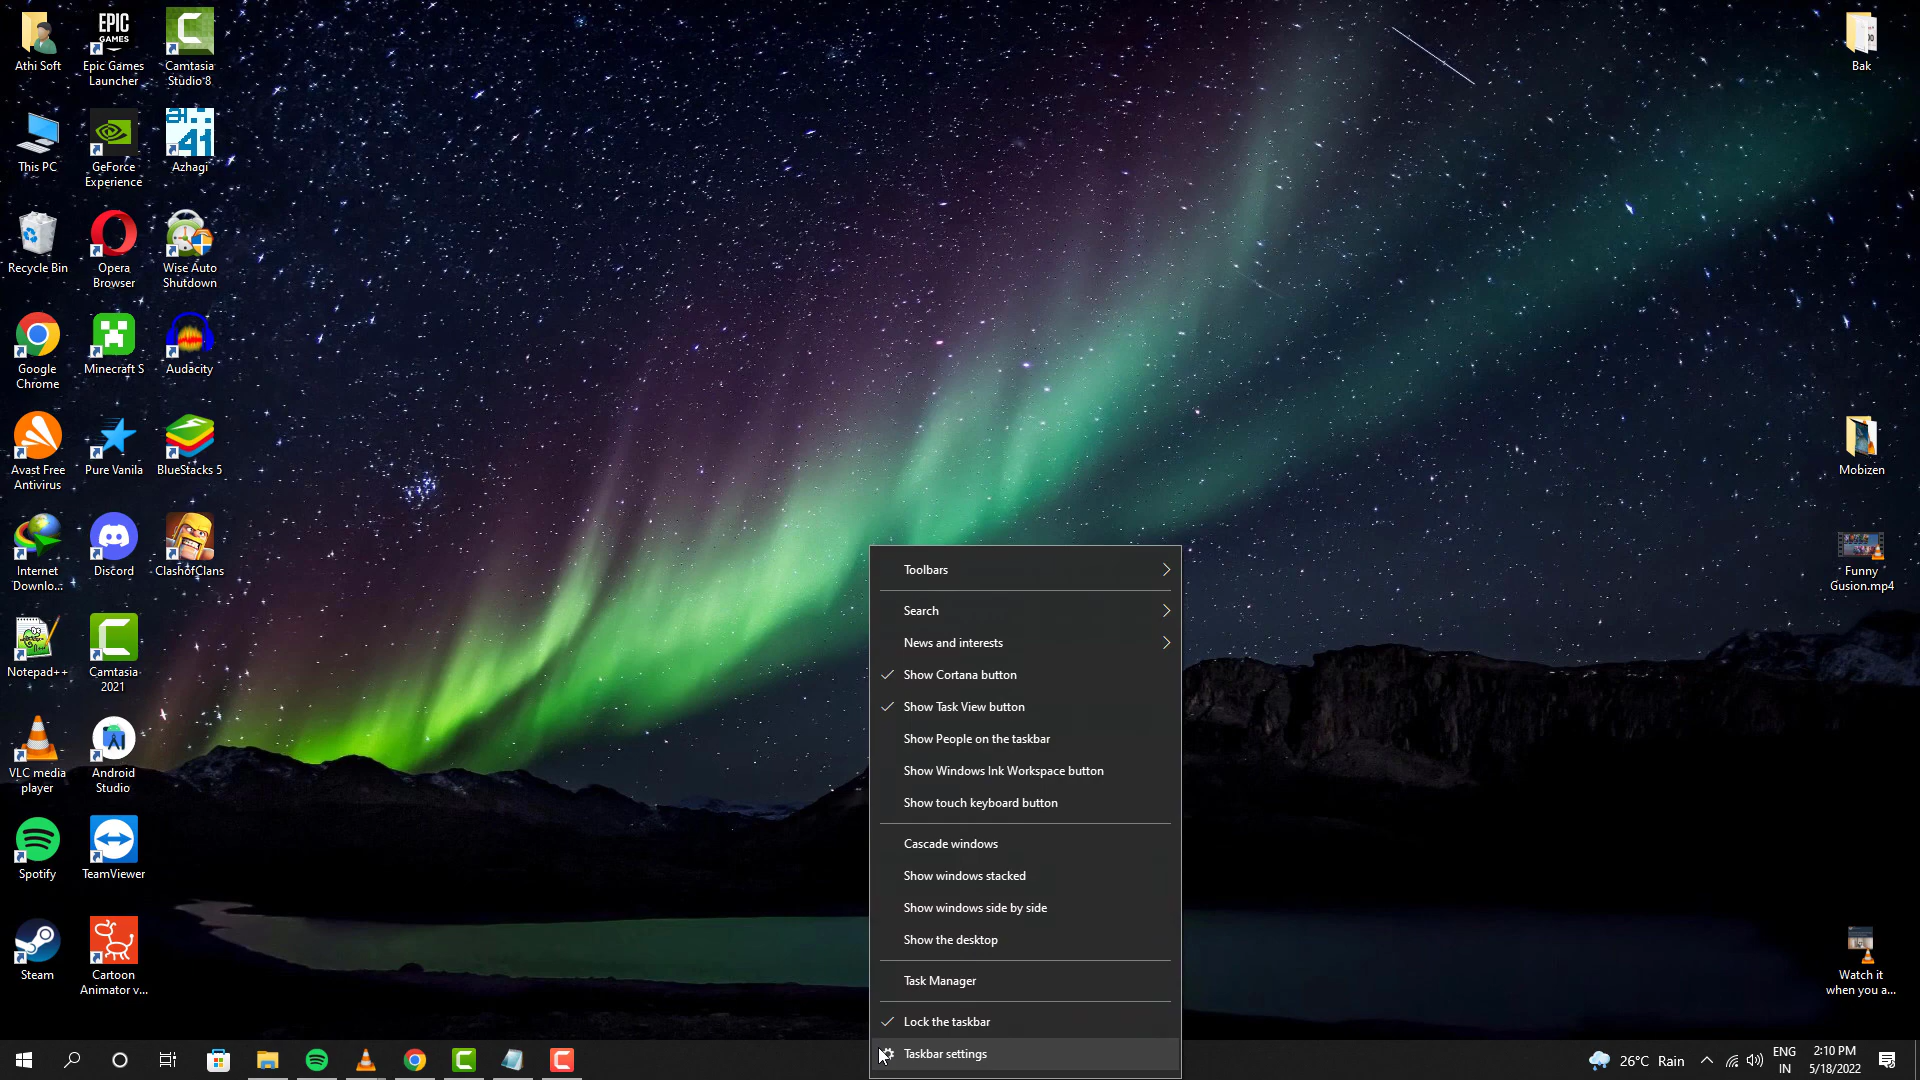 Athi Soft
EPIC
GAMES
Epic Games
Launcher
Camtasia
Studio 8
This PC
GeForce
Experience
41
Azhagi
Recycle Bin
Opera
Browser
Wise Auto
Shutdown
Google
Chrome
Minecraft S
Audacity
Avast Free
Antivirus
Pure Vanila
BlueStacks 5
Internet
Downlo...
Discord
ClashofClans
Notepad++
Camtasia
2021
VLC media
player
Android
Studio
Spotify
TeamViewer
Steam
Cartoon
Animator v...
Bak
Mobizen
Funny
Gusion.mp4
Watch it
when you a...
Toolbars
Search
News and interests
Show Cortana button
Show Task View button
Show People on the taskbar
Show Windows Ink Workspace button
Show touch keyboard button
Cascade windows
Show windows stacked
Show windows side by side
Show the desktop
Task Manager
Lock the taskbar
Taskbar settings
26°C Rain
ENG
IN
2:10 PM
5/18/2022